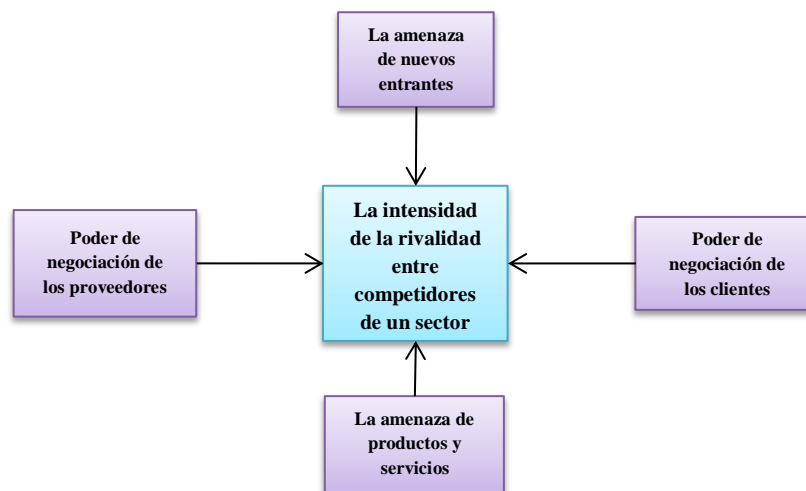 La amenaza
de nuevos
entrantes
Poder de
negociación de
los proveedores
La intensidad
de la rivalidad
entre
competidores
de un sector
Poder de
negociación de
los clientes
La amenaza de
productos y
servicios